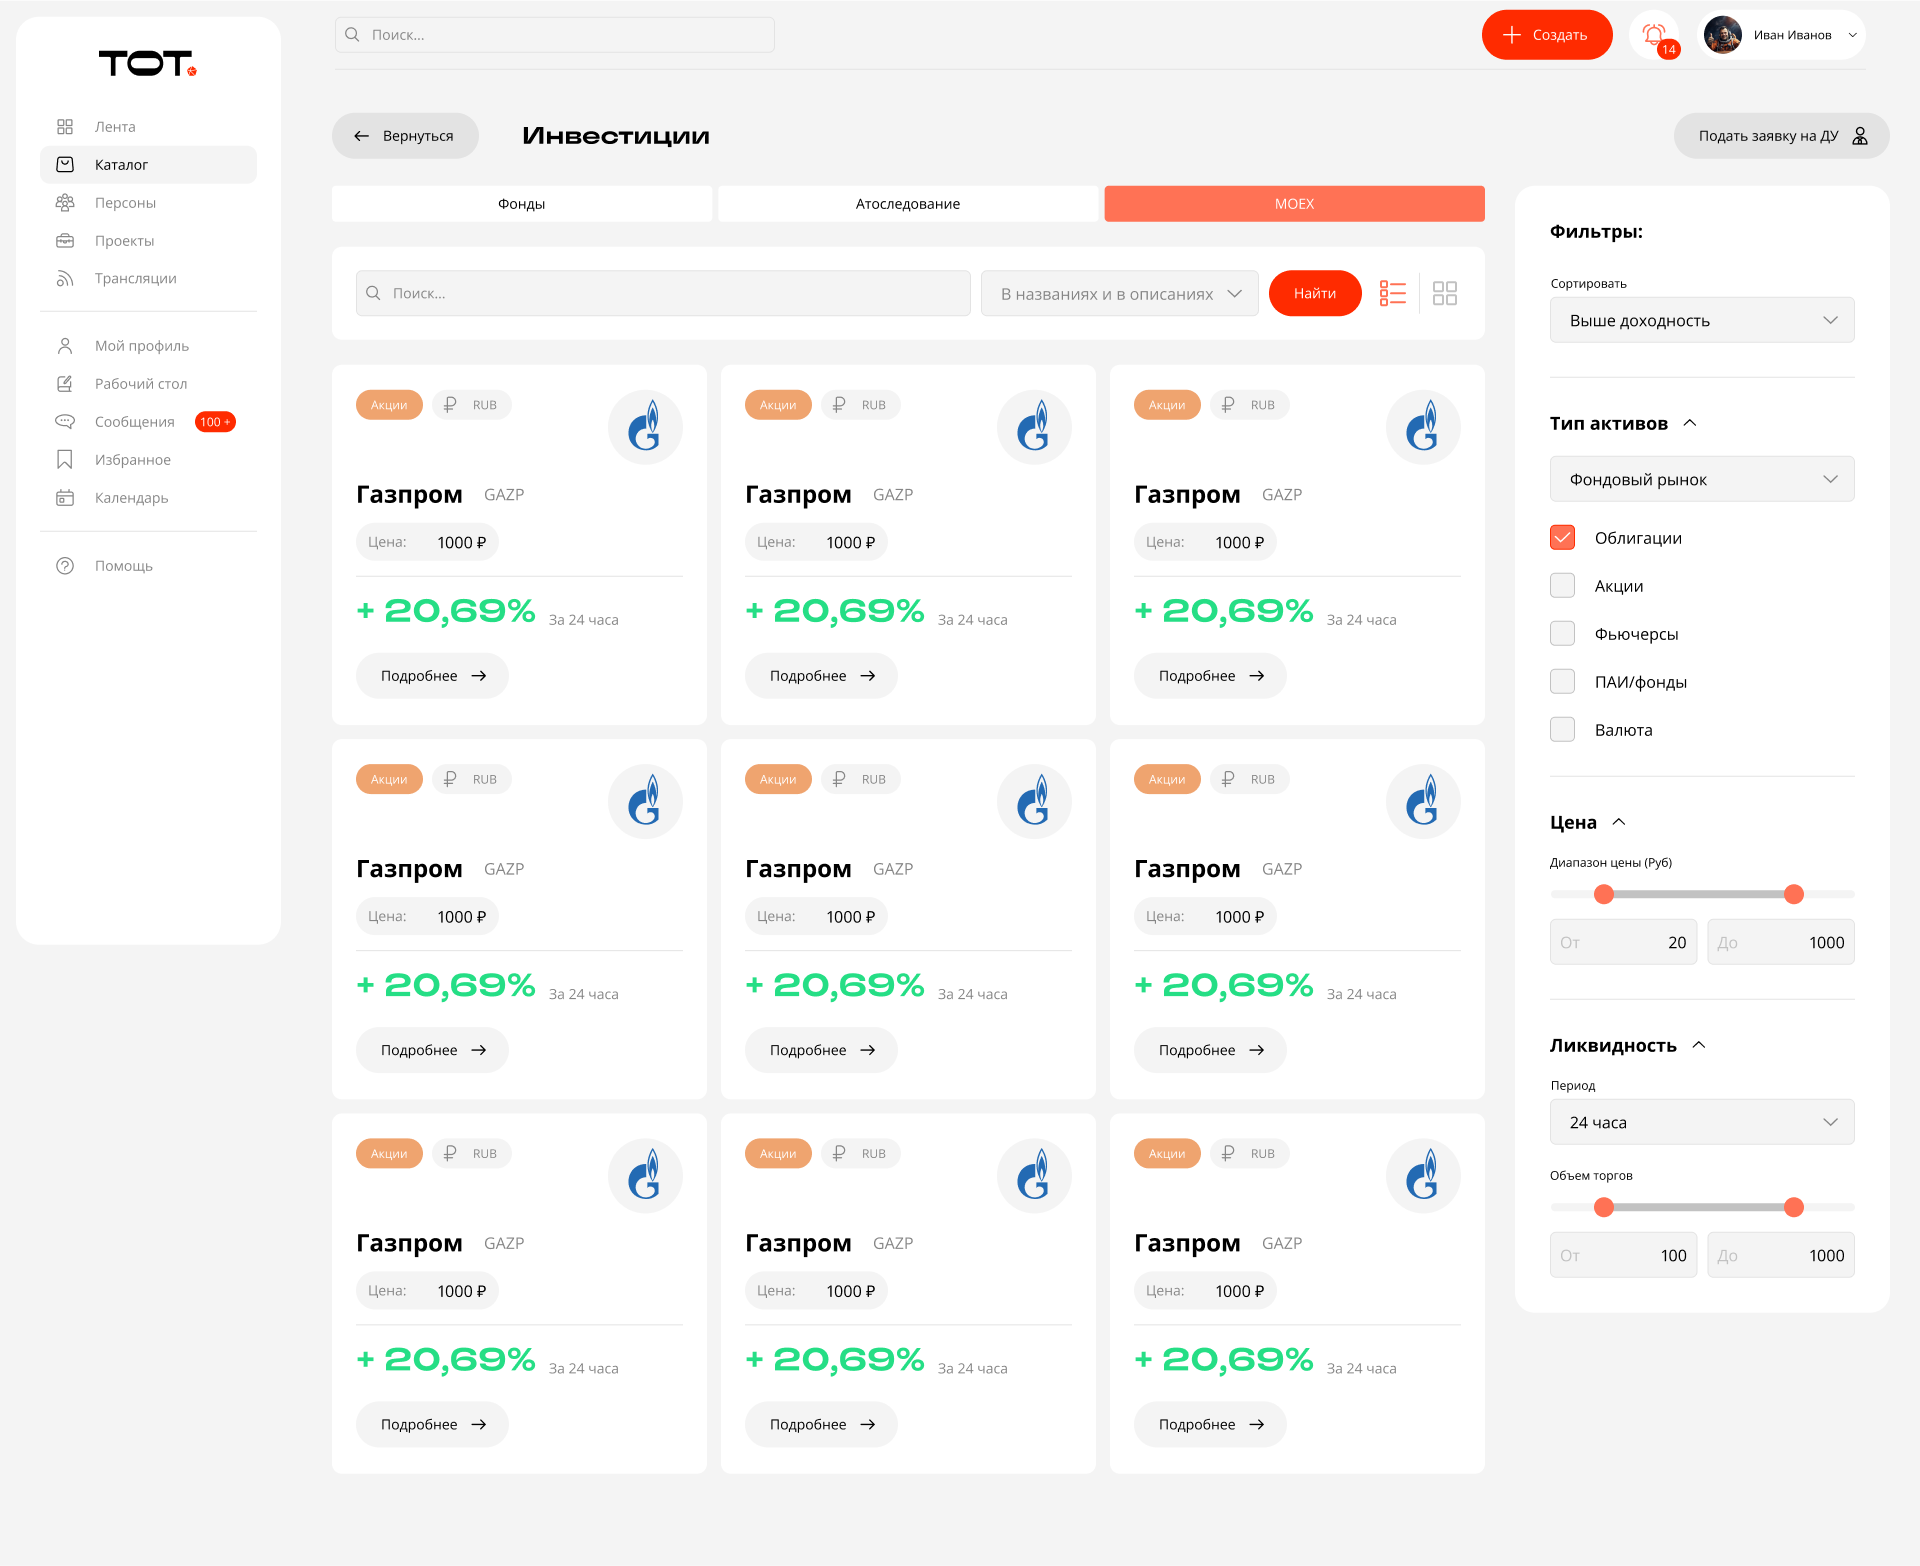 Поиск...
Создать
14
Иван Иванов
ТОТ.
Лента
Каталог
Персоны
Проекты
Трансляции
Мой профиль
Рабочий стол
Сообщения 100 +
Избранное
Календарь
Помощь
Вернуться
Инвестиции
Подать заявку на ДУ
Фонды
Атоследование
MOEX
Поиск...
В названиях и в описаниях
Найти
Акции RUB
Газпром GAZP
Цена: 1000 ₽
+ 20,69% За 24 часа
Подробнее
Акции RUB
Газпром GAZP
Цена: 1000 ₽
+ 20,69% За 24 часа
Подробнее
Акции RUB
Газпром GAZP
Цена: 1000 ₽
+ 20,69% За 24 часа
Подробнее
Акции RUB
Газпром GAZP
Цена: 1000 ₽
+ 20,69% За 24 часа
Подробнее
Акции RUB
Газпром GAZP
Цена: 1000 ₽
+ 20,69% За 24 часа
Подробнее
Акции RUB
Газпром GAZP
Цена: 1000 ₽
+ 20,69% За 24 часа
Подробнее
Акции RUB
Газпром GAZP
Цена: 1000 ₽
+ 20,69% За 24 часа
Подробнее
Акции RUB
Газпром GAZP
Цена: 1000 ₽
+ 20,69% За 24 часа
Подробнее
Акции RUB
Газпром GAZP
Цена: 1000 ₽
+ 20,69% За 24 часа
Подробнее
Фильтры:
Сортировать
Выше доходность
Тип активов
Фондовый рынок
Облигации
Акции
Фьючерсы
ПАИ/фонды
Валюта
Цена
Диапазон цены (Руб)
От 20 До 1000
Ликвидность
Период
24 часа
Объем торгов
От 100 До 1000